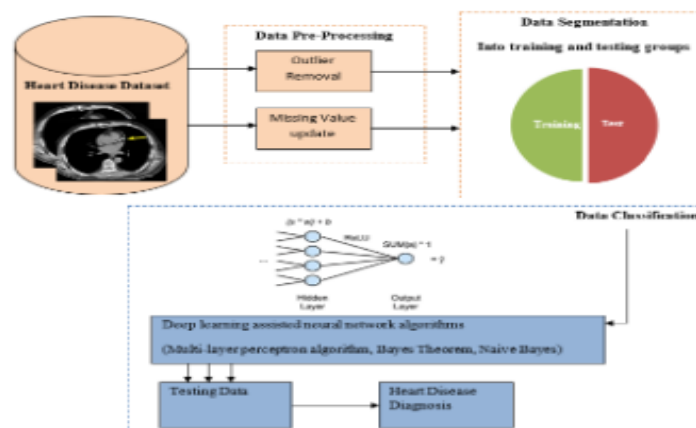 Heart Disease Dataset
Data Pre-Processing
Outlier
Removal
Missing Value
update
Data Segmentation
Into training and testing groups
Training
Test
Data Classification
ReLU
...
Hidden
Layer
Output
Layer
Deep learning assisted neural network algorithms
(Multi-layer perceptron algorithm, Bayes Theorem, Naive Bayes)
Testing Data
Heart Disease
Diagnosis